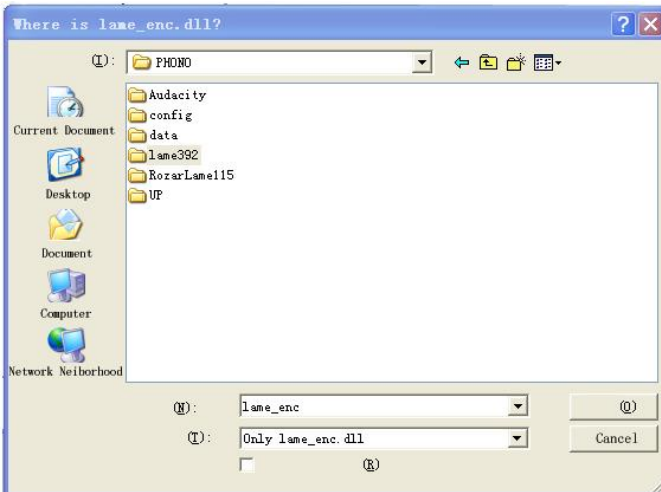 Where is lame_enc.dll?
(I):
PHONO
Audacity
config
data
lame392
RozarLame115
UP
Current Document
Desktop
Document
Computer
Network Neiborhood
(N):
lame_enc
(O)
(T):
Only lame_enc.dll
Cancel
(R)